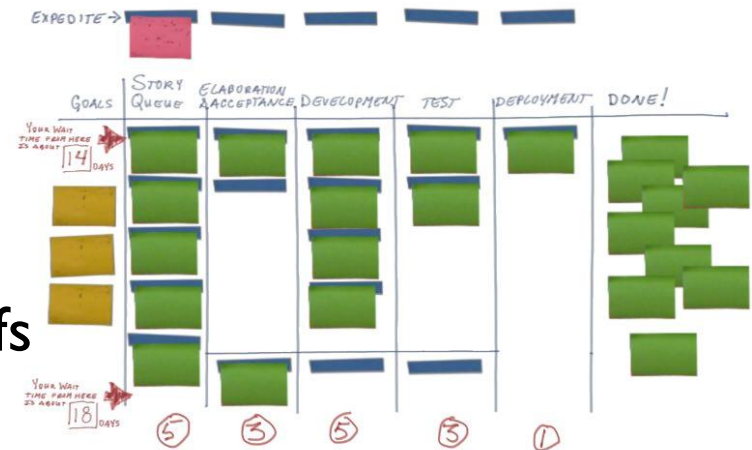 EXPEDITE →
GOALS
STORY
QUEUE
ELABORATION
& ACCEPTANCE
DEVELOPMENT
TEST
DEPLOYMENT
DONE!
YOUR WAIT
TIME FROM HERE
IS ABOUT
14 DAYS
fs
YOUR WAIT
TIME FROM HERE
IS ABOUT
18 DAYS
5
3
5
3
1